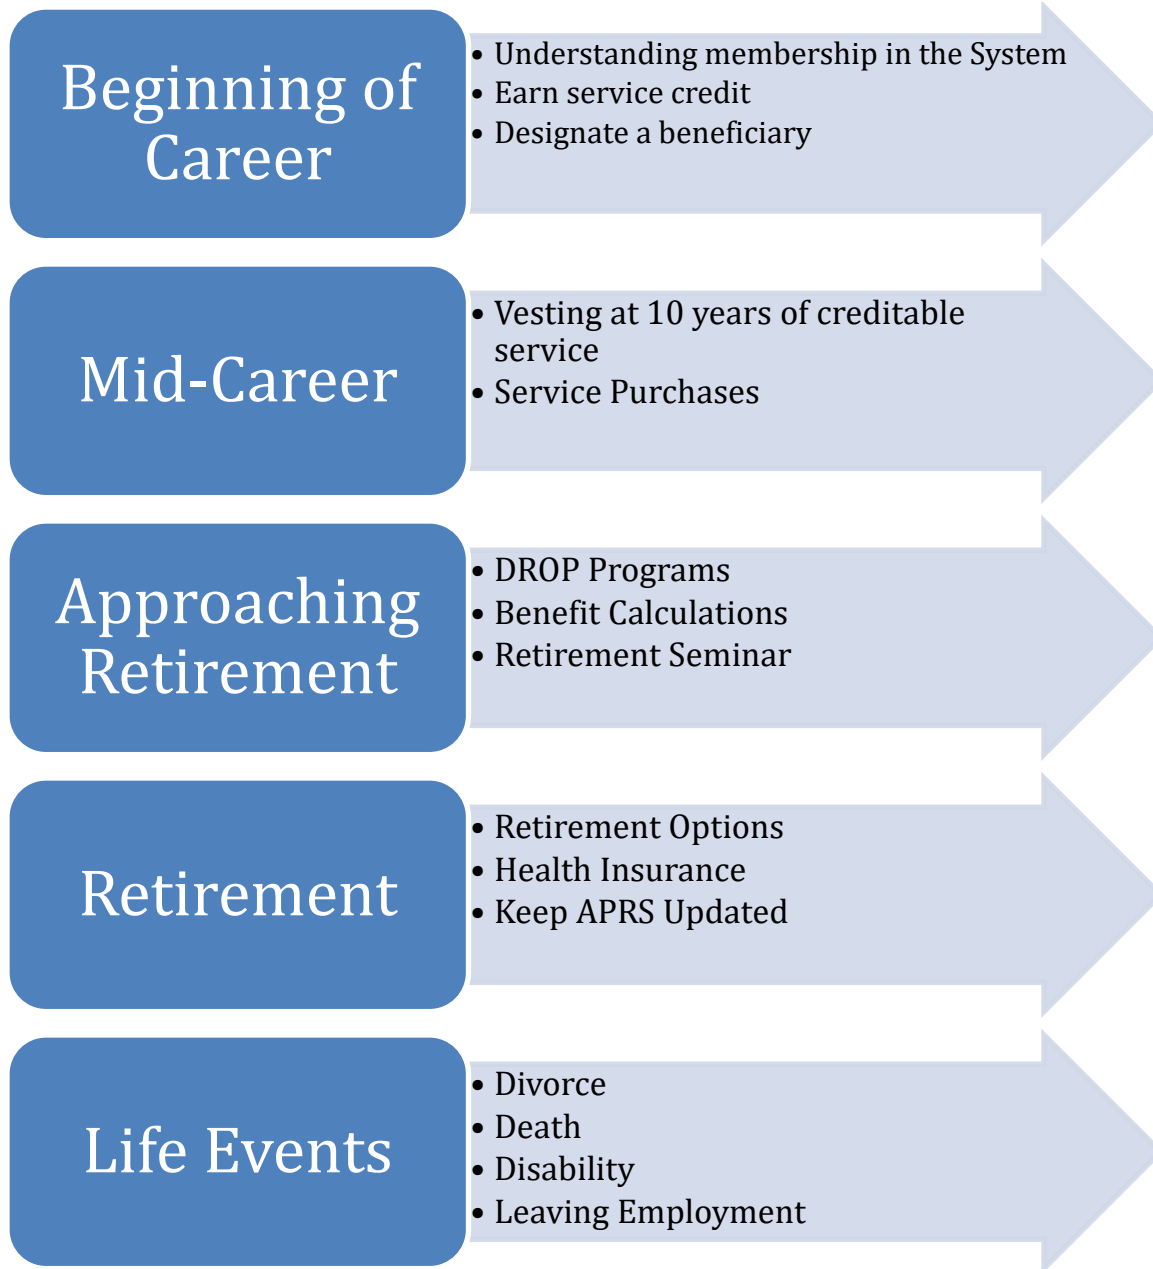 Beginning of
Career
• Understanding membership in the System
• Earn service credit
• Designate a beneficiary
Mid-Career
• Vesting at 10 years of creditable
service
• Service Purchases
Approaching
Retirement
• DROP Programs
• Benefit Calculations
• Retirement Seminar
Retirement
• Retirement Options
• Health Insurance
• Keep APRS Updated
Life Events
• Divorce
• Death
• Disability
• Leaving Employment